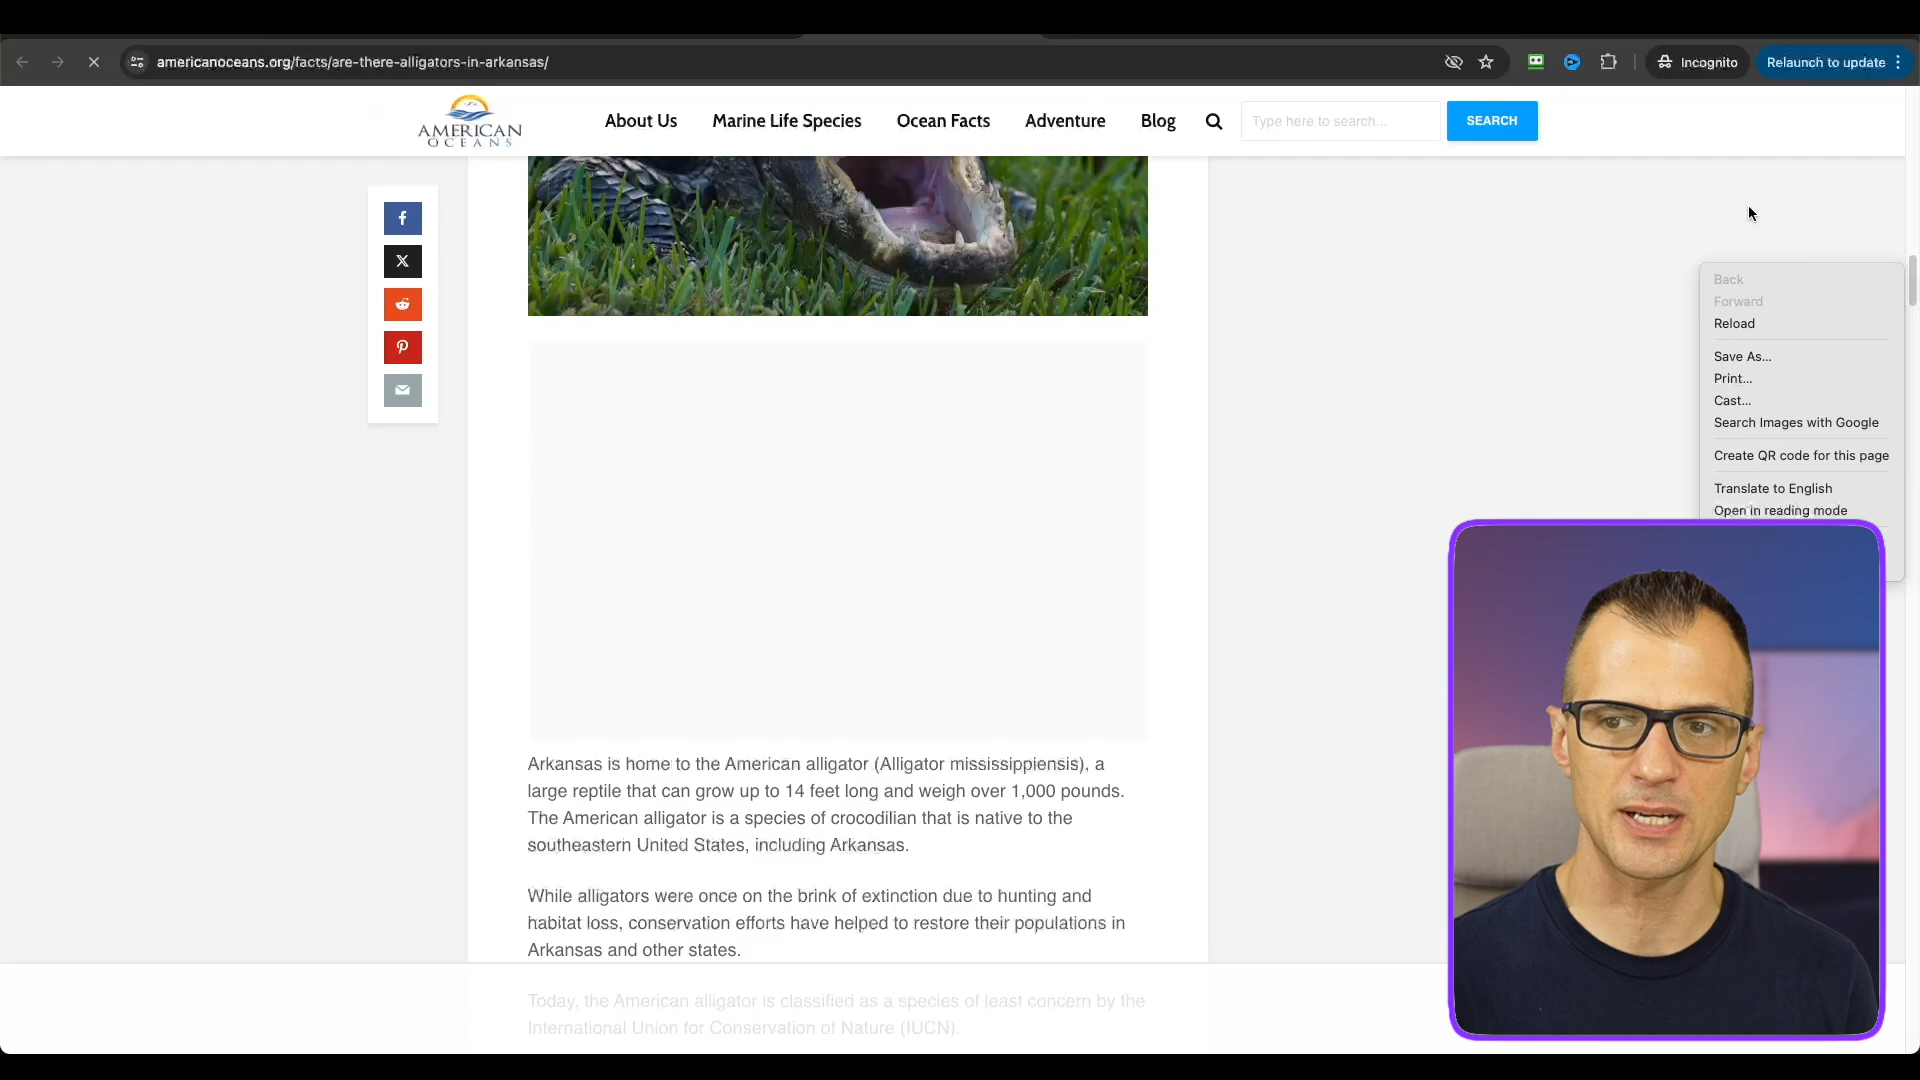 americanoceans.org/facts/are-there-alligators-in-arkansas/
Incognito
Relaunch to update
AMERICAN
OCEANS
About Us
Marine Life Species
Ocean Facts
Adventure
Blog
Type here to search...
SEARCH
Back
Forward
Reload
Save As...
Print...
Cast...
Search Images with Google
Create QR code for this page
Translate to English
Open in reading mode
Arkansas is home to the American alligator (Alligator mississippiensis), a
large reptile that can grow up to 14 feet long and weigh over 1,000 pounds.
The American alligator is a species of crocodilian that is native to the
southeastern United States, including Arkansas.
While alligators were once on the brink of extinction due to hunting and
habitat loss, conservation efforts have helped to restore their populations in
Arkansas and other states.
Today, the American alligator is classified as a species of least concern by the
International Union for Conservation of Nature (IUCN).